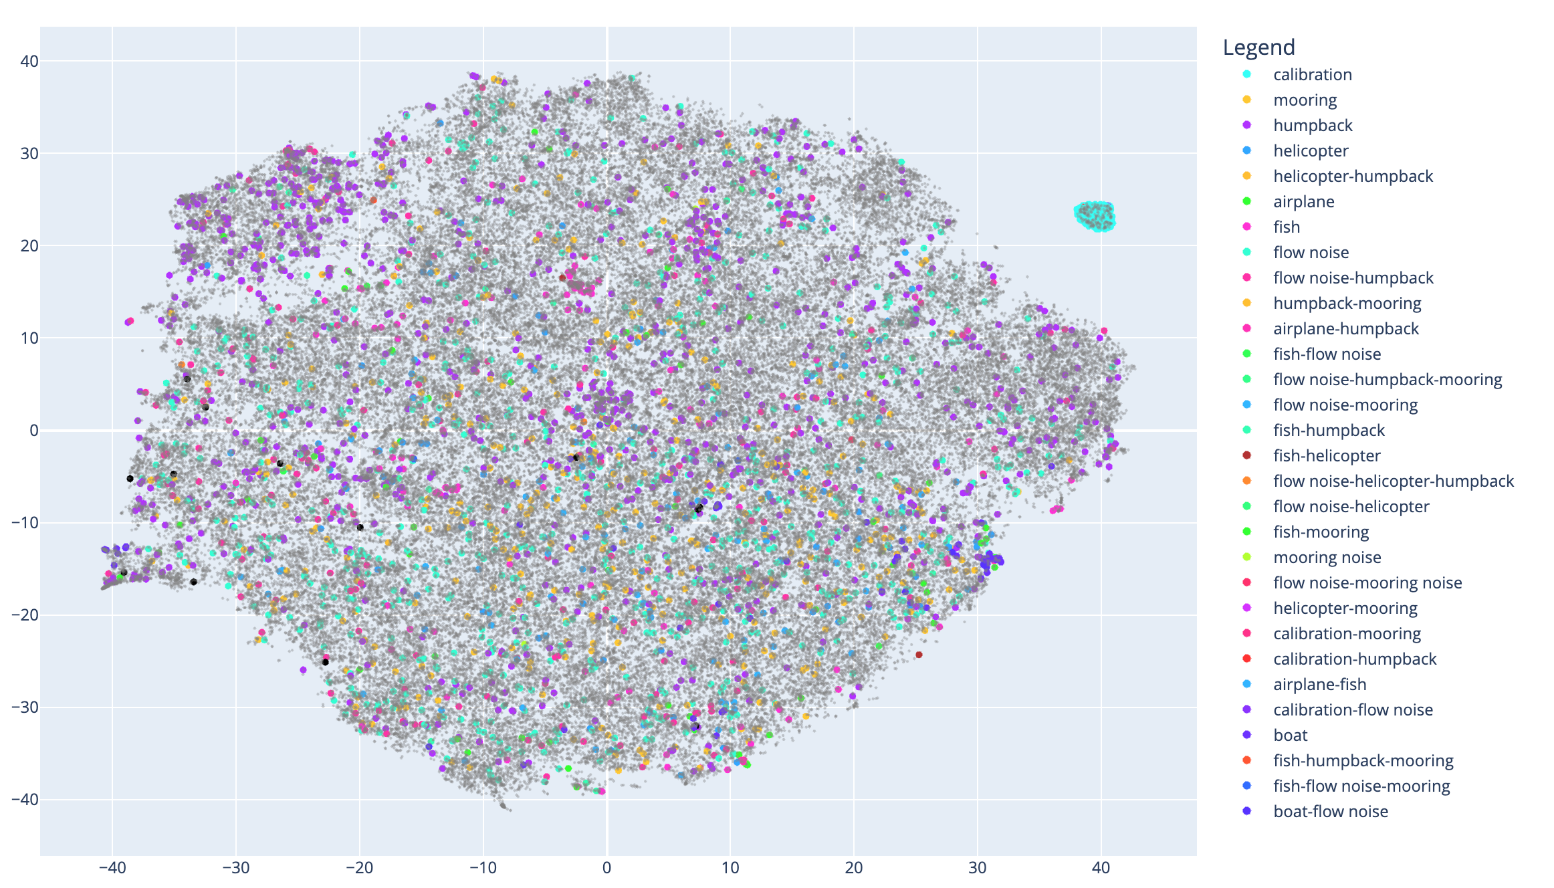 Legend
calibration
mooring
humpback
helicopter
helicopter-humpback
airplane
fish
flow noise
flow noise-humpback
humpback-mooring
airplane-humpback
fish-flow noise
flow noise-humpback-mooring
flow noise-mooring
fish-humpback
fish-helicopter
flow noise-helicopter-humpback
flow noise-helicopter
fish-mooring
mooring noise
flow noise-mooring noise
helicopter-mooring
calibration-mooring
calibration-humpback
airplane-fish
calibration-flow noise
boat
fish-humpback-mooring
fish-flow noise-mooring
boat-flow noise
40
30
20
10
0
−10
−20
−30
−40
−40 −30 −20 −10 0 10 20 30 40